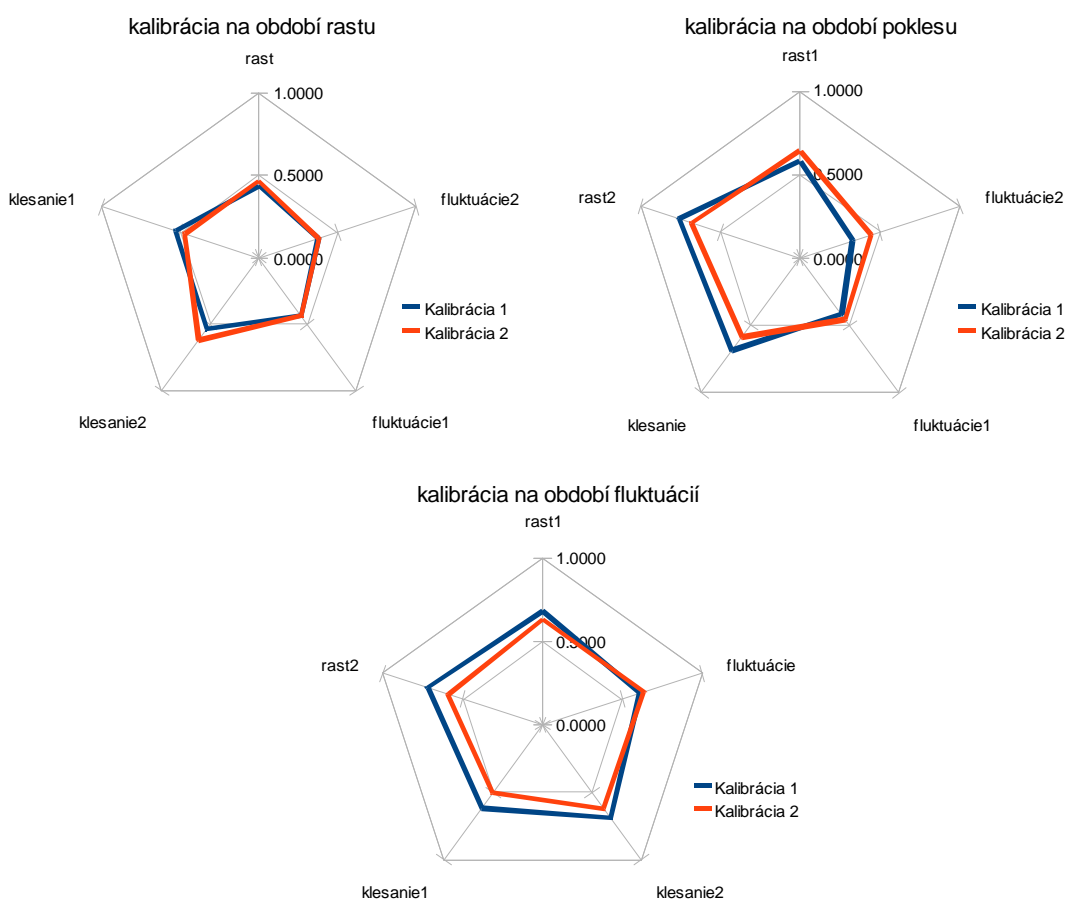 kalibrácia na období rastu
rast
1.0000
klesanie1
0.5000
fluktuácie2
0.0000
Kalibrácia 1
Kalibrácia 2
klesanie2
fluktuácie1
kalibrácia na období poklesu
rast1
1.0000
rast2
0.5000
fluktuácie2
0.0000
Kalibrácia 1
Kalibrácia 2
klesanie
fluktuácie1
kalibrácia na období fluktuácií
rast1
1.0000
0.5000
rast2
fluktuácie
0.0000
Kalibrácia 1
Kalibrácia 2
klesanie1
klesanie2